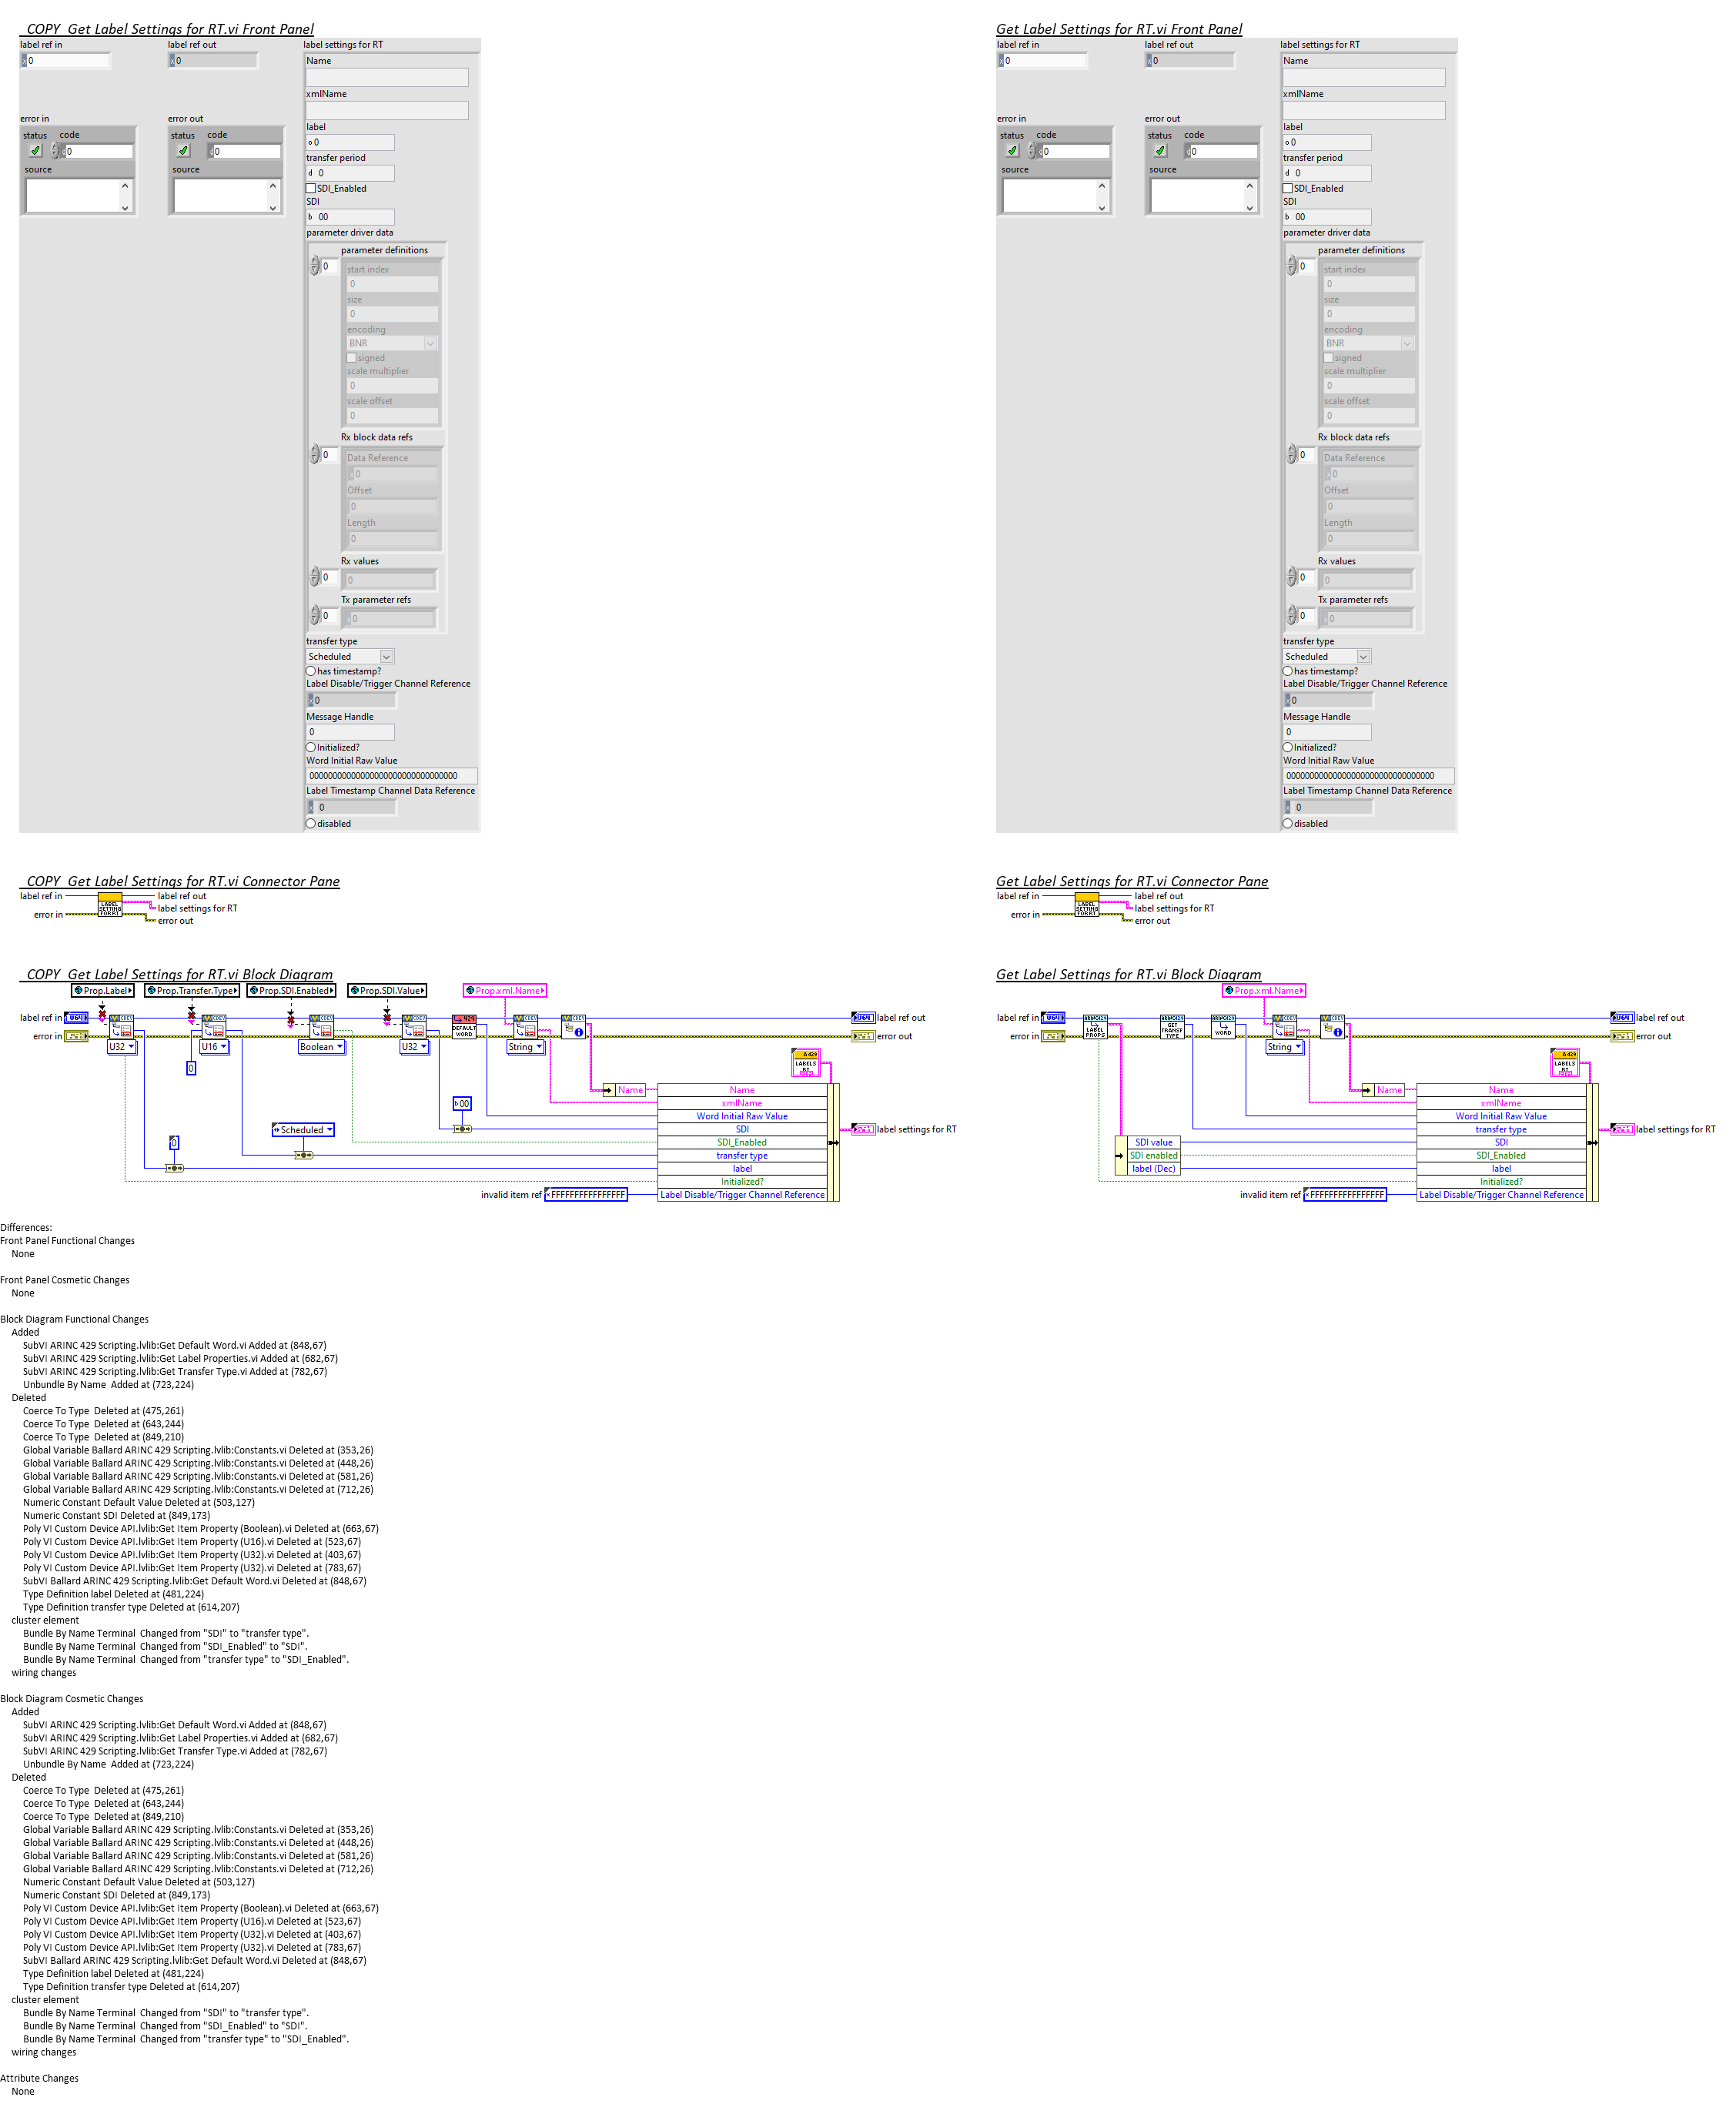 COPY  Get Label Settings for RT.vi Front Panel
label ref in
0
label ref out
0
error in
status
code
0
source
error out
status
code
0
source
label settings for RT
Name
xmlName
label
o 0
transfer period
d 0
SDI_Enabled
SDI
b 00
parameter driver data
parameter definitions
0
start index
0
size
0
encoding
BNR
signed
scale multiplier
0
scale offset
0
Rx block data refs
0
Data Reference
0
Offset
0
Length
0
Rx values
0
0
Tx parameter refs
0
0
transfer type
Scheduled
has timestamp?
Label Disable/Trigger Channel Reference
0
Message Handle
0
Initialized?
Word Initial Raw Value
00000000000000000000000000000000
Label Timestamp Channel Data Reference
x 0
disabled
Get Label Settings for RT.vi Front Panel
label ref in
0
label ref out
0
error in
status
code
0
source
error out
status
code
0
source
label settings for RT
Name
xmlName
label
o 0
transfer period
d 0
SDI_Enabled
SDI
b 00
parameter driver data
parameter definitions
0
start index
0
size
0
encoding
BNR
signed
scale multiplier
0
scale offset
0
Rx block data refs
0
Data Reference
0
Offset
0
Length
0
Rx values
0
0
Tx parameter refs
0
0
transfer type
Scheduled
has timestamp?
Label Disable/Trigger Channel Reference
0
Message Handle
0
Initialized?
Word Initial Raw Value
00000000000000000000000000000000
Label Timestamp Channel Data Reference
x 0
disabled
COPY  Get Label Settings for RT.vi Connector Pane
label ref in
error in
LABEL
SETTING
FOR RT
label ref out
label settings for RT
error out
Get Label Settings for RT.vi Connector Pane
label ref in
error in
LABEL
SETTING
FOR RT
label ref out
label settings for RT
error out
COPY  Get Label Settings for RT.vi Block Diagram
Prop.Label
Prop.Transfer.Type
Prop.SDI.Enabled
Prop.SDI.Value
Prop.xml.Name
label ref in
U64
error in
U32
U16
Boolean
U32
DEFAULT
WORD
String
label ref out
error out
0
A429
LABELS
RT
b 00
Scheduled
0
Name
Name
xmlName
Word Initial Raw Value
SDI
SDI_Enabled
transfer type
label
Initialized?
Label Disable/Trigger Channel Reference
label settings for RT
invalid item ref
xFFFFFFFFFFFFFFFF
Get Label Settings for RT.vi Block Diagram
Prop.xml.Name
label ref in
U64
error in
LABEL
PROPS
GET
TRANSF
TYPE
WORD
String
label ref out
error out
A429
LABELS
RT
Name
SDI value
SDI enabled
label (Dec)
Name
xmlName
Word Initial Raw Value
transfer type
SDI
SDI_Enabled
label
Initialized?
Label Disable/Trigger Channel Reference
label settings for RT
invalid item ref
xFFFFFFFFFFFFFFFF
Differences:
Front Panel Functional Changes
None
Front Panel Cosmetic Changes
None
Block Diagram Functional Changes
Added
SubVI ARINC 429 Scripting.lvlib:Get Default Word.vi Added at (848,67)
SubVI ARINC 429 Scripting.lvlib:Get Label Properties.vi Added at (682,67)
SubVI ARINC 429 Scripting.lvlib:Get Transfer Type.vi Added at (782,67)
Unbundle By Name  Added at (723,224)
Deleted
Coerce To Type  Deleted at (475,261)
Coerce To Type  Deleted at (643,244)
Coerce To Type  Deleted at (849,210)
Global Variable Ballard ARINC 429 Scripting.lvlib:Constants.vi Deleted at (353,26)
Global Variable Ballard ARINC 429 Scripting.lvlib:Constants.vi Deleted at (448,26)
Global Variable Ballard ARINC 429 Scripting.lvlib:Constants.vi Deleted at (581,26)
Global Variable Ballard ARINC 429 Scripting.lvlib:Constants.vi Deleted at (712,26)
Numeric Constant Default Value Deleted at (503,127)
Numeric Constant SDI Deleted at (849,173)
Poly VI Custom Device API.lvlib:Get Item Property (Boolean).vi Deleted at (663,67)
Poly VI Custom Device API.lvlib:Get Item Property (U16).vi Deleted at (523,67)
Poly VI Custom Device API.lvlib:Get Item Property (U32).vi Deleted at (403,67)
Poly VI Custom Device API.lvlib:Get Item Property (U32).vi Deleted at (783,67)
SubVI Ballard ARINC 429 Scripting.lvlib:Get Default Word.vi Deleted at (848,67)
Type Definition label Deleted at (481,224)
Type Definition transfer type Deleted at (614,207)
cluster element
Bundle By Name Terminal  Changed from "SDI" to "transfer type".
Bundle By Name Terminal  Changed from "SDI_Enabled" to "SDI".
Bundle By Name Terminal  Changed from "transfer type" to "SDI_Enabled".
wiring changes
Block Diagram Cosmetic Changes
Added
SubVI ARINC 429 Scripting.lvlib:Get Default Word.vi Added at (848,67)
SubVI ARINC 429 Scripting.lvlib:Get Label Properties.vi Added at (682,67)
SubVI ARINC 429 Scripting.lvlib:Get Transfer Type.vi Added at (782,67)
Unbundle By Name  Added at (723,224)
Deleted
Coerce To Type  Deleted at (475,261)
Coerce To Type  Deleted at (643,244)
Coerce To Type  Deleted at (849,210)
Global Variable Ballard ARINC 429 Scripting.lvlib:Constants.vi Deleted at (353,26)
Global Variable Ballard ARINC 429 Scripting.lvlib:Constants.vi Deleted at (448,26)
Global Variable Ballard ARINC 429 Scripting.lvlib:Constants.vi Deleted at (581,26)
Global Variable Ballard ARINC 429 Scripting.lvlib:Constants.vi Deleted at (712,26)
Numeric Constant Default Value Deleted at (503,127)
Numeric Constant SDI Deleted at (849,173)
Poly VI Custom Device API.lvlib:Get Item Property (Boolean).vi Deleted at (663,67)
Poly VI Custom Device API.lvlib:Get Item Property (U16).vi Deleted at (523,67)
Poly VI Custom Device API.lvlib:Get Item Property (U32).vi Deleted at (403,67)
Poly VI Custom Device API.lvlib:Get Item Property (U32).vi Deleted at (783,67)
SubVI Ballard ARINC 429 Scripting.lvlib:Get Default Word.vi Deleted at (848,67)
Type Definition label Deleted at (481,224)
Type Definition transfer type Deleted at (614,207)
cluster element
Bundle By Name Terminal  Changed from "SDI" to "transfer type".
Bundle By Name Terminal  Changed from "SDI_Enabled" to "SDI".
Bundle By Name Terminal  Changed from "transfer type" to "SDI_Enabled".
wiring changes
Attribute Changes
None